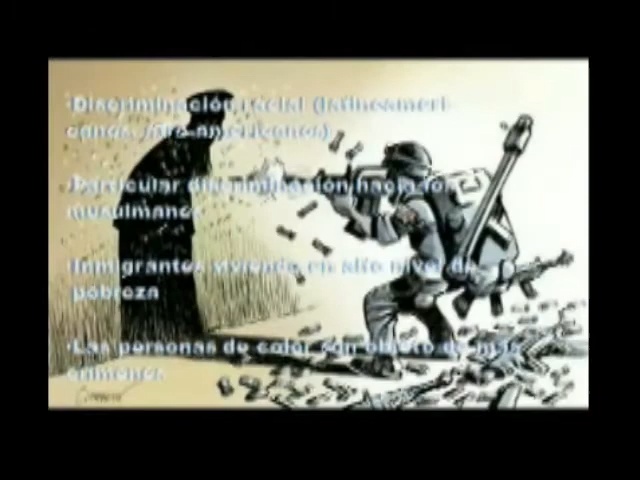 ·Discriminación racial (latinoameri-
canos, afro-americanos)
·Particular discriminación hacia los
musulmanes
·Inmigrantes viviendo en alto nivel de
pobreza
·Las personas de color son objeto de más
crímenes